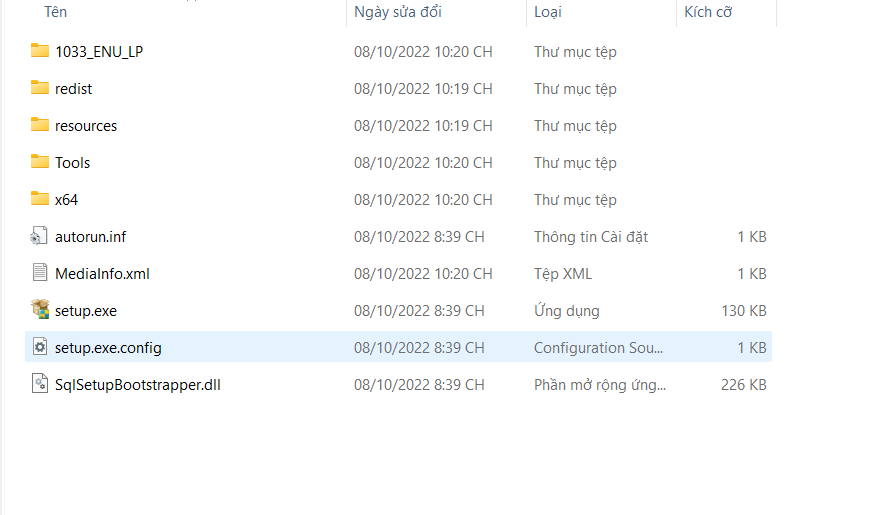 Tên Ngày sửa đổi Loại Kích cỡ
1033_ENU_LP 08/10/2022 10:20 CH Thư mục tệp
redist 08/10/2022 10:19 CH Thư mục tệp
resources 08/10/2022 10:19 CH Thư mục tệp
Tools 08/10/2022 10:20 CH Thư mục tệp
x64 08/10/2022 10:20 CH Thư mục tệp
autorun.inf 08/10/2022 8:39 CH Thông tin Cài đặt 1 KB
MediaInfo.xml 08/10/2022 10:20 CH Tệp XML 1 KB
setup.exe 08/10/2022 8:39 CH Ứng dụng 130 KB
setup.exe.config 08/10/2022 8:39 CH Configuration Sou... 1 KB
SqlSetupBootstrapper.dll 08/10/2022 8:39 CH Phần mở rộng ứng... 226 KB